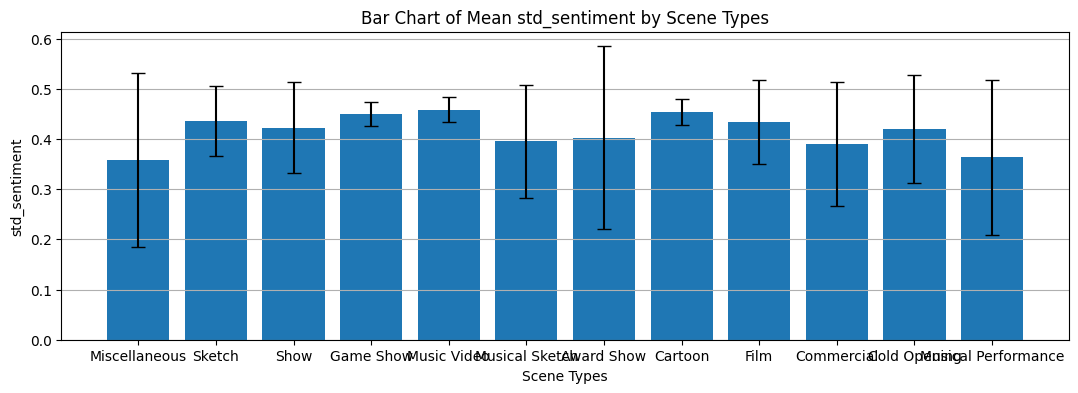 Bar Chart of Mean std_sentiment by Scene Types
std_sentiment
0.6
0.5
0.4
0.3
0.2
0.1
0.0
Miscellaneous Sketch Show Game Show Music Video Musical Sketch Award Show Cartoon Film Commercial Cold Opening Musical Performance
Scene Types